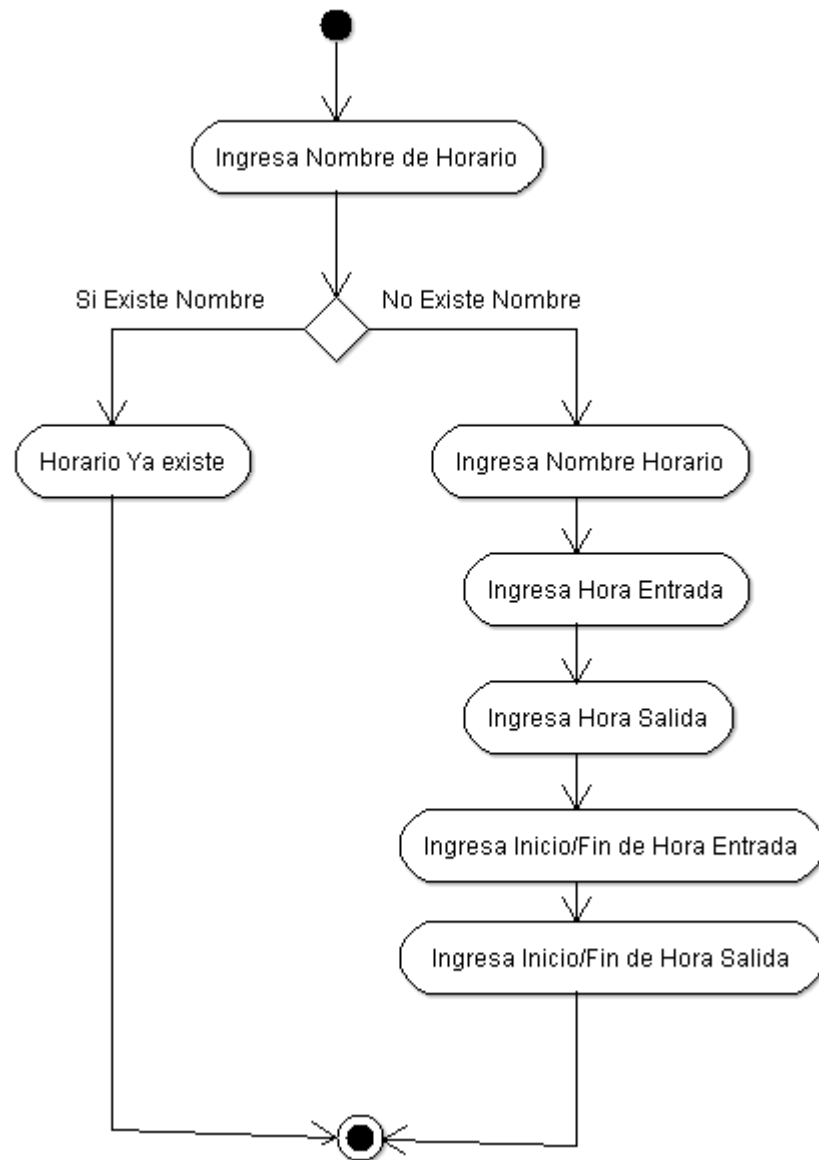 Ingresa Nombre de Horario
Si Existe Nombre
No Existe Nombre
Horario Ya existe
Ingresa Nombre Horario
Ingresa Hora Entrada
Ingresa Hora Salida
Ingresa Inicio/Fin de Hora Entrada
Ingresa Inicio/Fin de Hora Salida